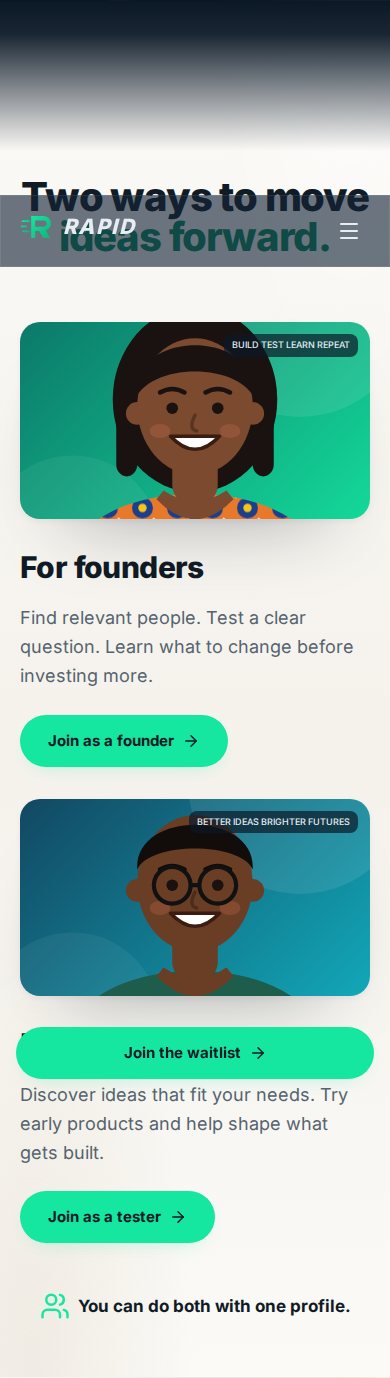 Two ways to move
ideas forward.
RAPID
BUILD TEST LEARN REPEAT
For founders
Find relevant people. Test a clear
question. Learn what to change before
investing more.
Join as a founder
BETTER IDEAS BRIGHTER FUTURES
Join the waitlist
Discover ideas that fit your needs. Try
early products and help shape what
gets built.
Join as a tester
You can do both with one profile.